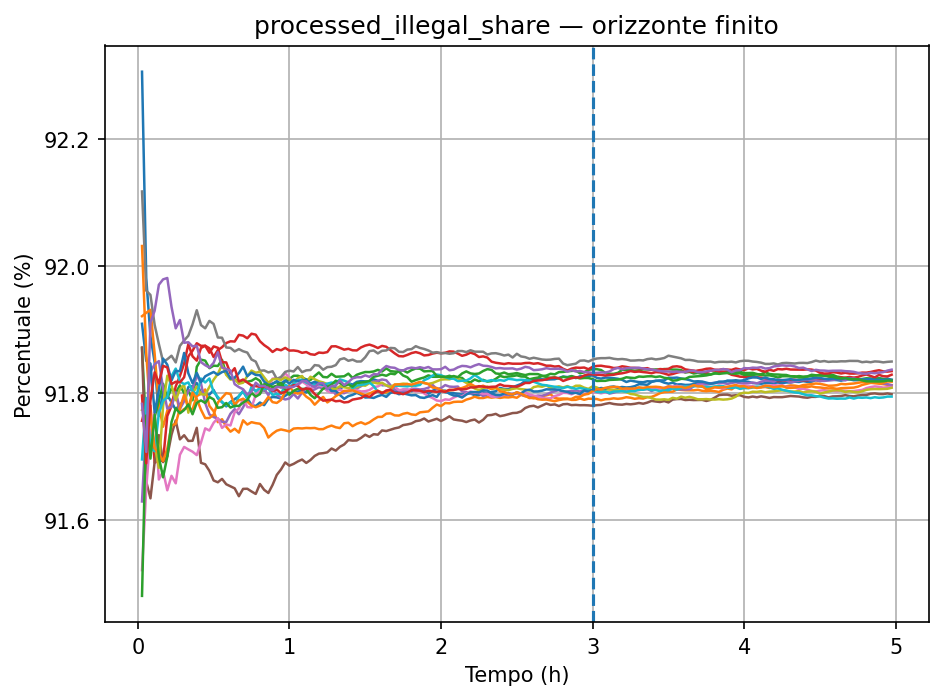 processed_illegal_share — orizzonte finito
Percentuale (%)
92.2
92.0
91.8
91.6
0 1 2 3 4 5
Tempo (h)